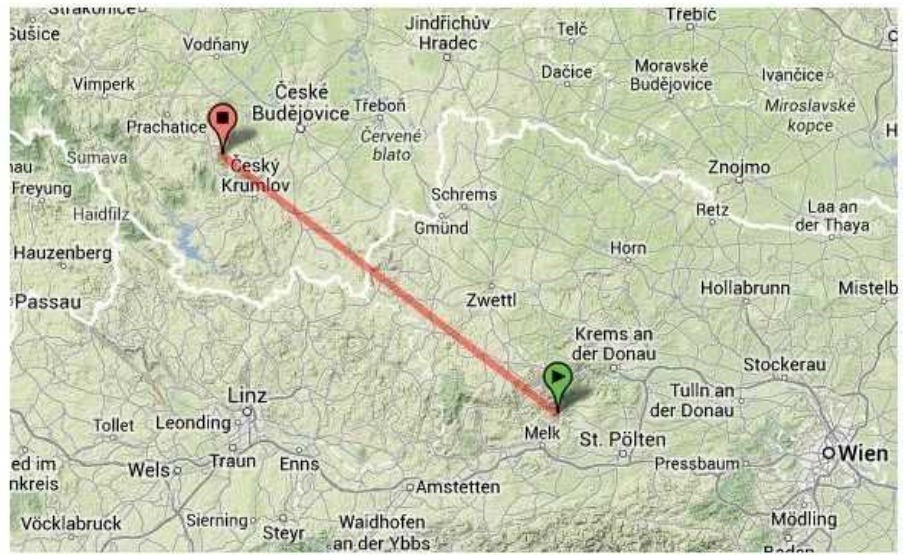 Strakonice
Sušice
Vodňany
Jindřichův
Hradec
Telč
Třebíč
Vimperk
České
Budějovice
Dačice
Moravské
Budějovice
Ivančice
Prachatice
Třeboň
Miroslavské
kopce
Červené
blato
Šumava
Český
Krumlov
Znojmo
Freyung
Schrems
Retz
Laa an
der Thaya
Haidfilz
Gmünd
Hauzenberg
Horn
Passau
Zwettl
Hollabrunn
Mistelb
Krems an
der Donau
Stockerau
Linz
Tulln an
der Donau
Tollet
Leonding
Melk
St. Pölten
Wien
ed im
nkreis
Wels
Traun
Enns
Pressbaum
Amstetten
Vöcklabruck
Sierning
Steyr
Waidhofen
an der Ybbs
Mödling